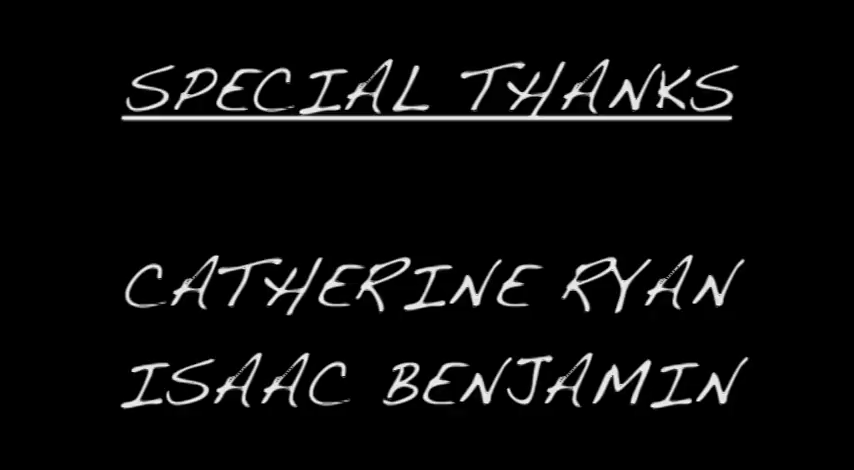 SPECIAL THANKS
CATHERINE RYAN
ISAAC BENJAMIN